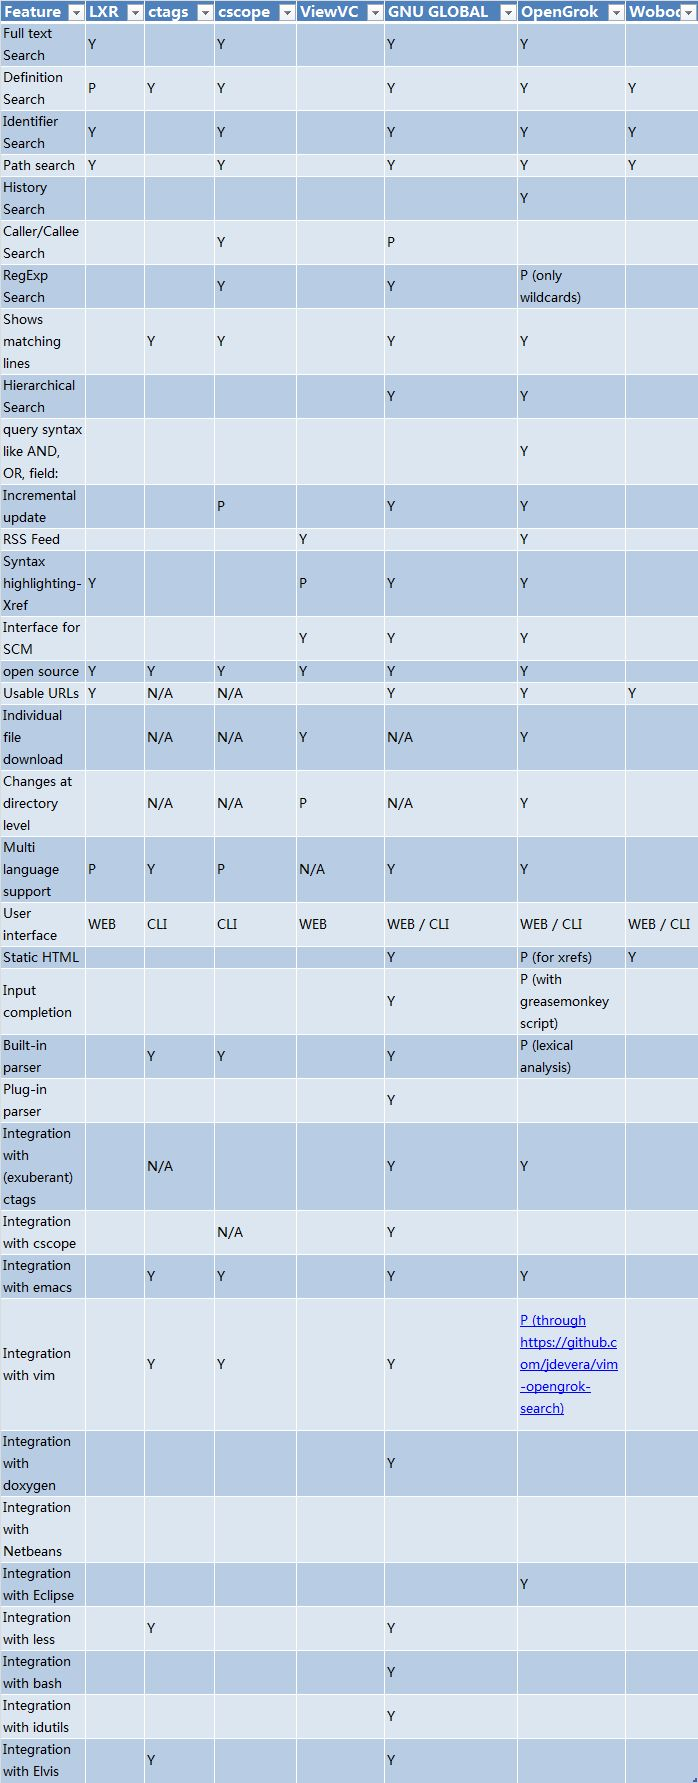 Feature LXR ctags cscope ViewVC GNU GLOBAL OpenGrok Woboc
Full text
Search
Y Y Y Y
Definition
Search
P Y Y Y Y Y
Identifier
Search
Y Y Y Y Y
Path search Y Y Y Y Y
History
Search
Y
Caller/Callee
Search
Y P
RegExp
Search
Y Y P (only
wildcards)
Shows
matching
lines
Y Y Y Y
Hierarchical
Search
Y Y
query syntax
like AND,
OR, field:
Y
Incremental
update
P Y Y
RSS Feed Y Y
Syntax
highlighting-
Xref
Y P Y Y
Interface for
SCM
Y Y Y
open source Y Y Y Y Y Y
Usable URLs Y N/A N/A Y Y Y
Individual
file
download
N/A N/A Y N/A Y
Changes at
directory
level
N/A N/A P N/A Y
Multi
language
support
P Y P N/A Y Y
User
interface
WEB CLI CLI WEB WEB / CLI WEB / CLI WEB / CLI
Static HTML Y P (for xrefs) Y
Input
completion
Y P (with
greasemonkey
script)
Built-in
parser
Y Y Y P (lexical
analysis)
Plug-in
parser
Y
Integration
with
(exuberant)
ctags
N/A Y Y
Integration
with cscope
N/A Y
Integration
with emacs
Y Y Y Y
Integration
with vim
Y Y Y P (through
https://github.c
om/jdevera/vim
-opengrok-
search)
Integration
with
doxygen
Y
Integration
with
Netbeans
Integration
with Eclipse
Y
Integration
with less
Y Y
Integration
with bash
Y
Integration
with idutils
Y
Integration
with Elvis
Y Y